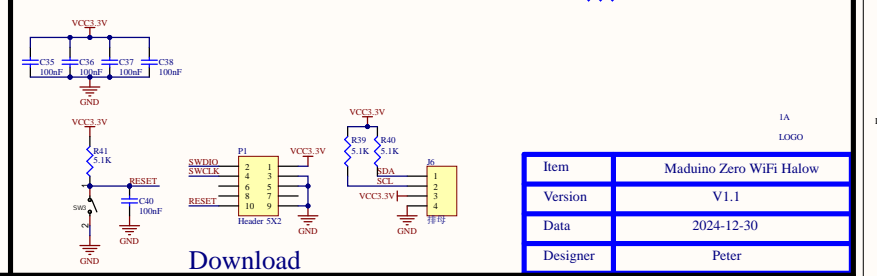 VCC3.3V
C35
100nF
C36
100nF
C37
100nF
C38
100nF
GND
VCC3.3V
R41
5.1K
RESET
1
SW3
2
C40
100nF
GND
GND
P1
VCC3.3V
SWDIO
2 1
SWCLK
4 3
6 5
8 7
RESET
10 9
Header 5X2
GND
VCC3.3V
R39
5.1K
R40
5.1K
J6
SDA
1
SCL
2
VCC3.3V
3
4
GND
排母
Download
1A
LOGO
Item Maduino Zero WiFi Halow
Version V1.1
Data 2024-12-30
Designer Peter